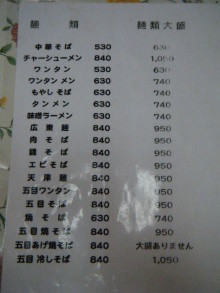 麺類 麺類大盛
中華そば 530 630
チャーシューメン 840 1,050
ワンタン 530 630
ワンタンメン 630 740
もやしそば 630 740
タンメン 630 740
味噌ラーメン 630 740
広東麺 840 950
肉そば 840 950
鶏そば 840 950
エビそば 840 950
天津麺 840 950
五目ワンタン 840 950
五目そば 840 950
焼そば 630 740
五目焼そば 840 950
五目あげ焼そば 840 大盛ありません
五目冷しそば 840 1,050